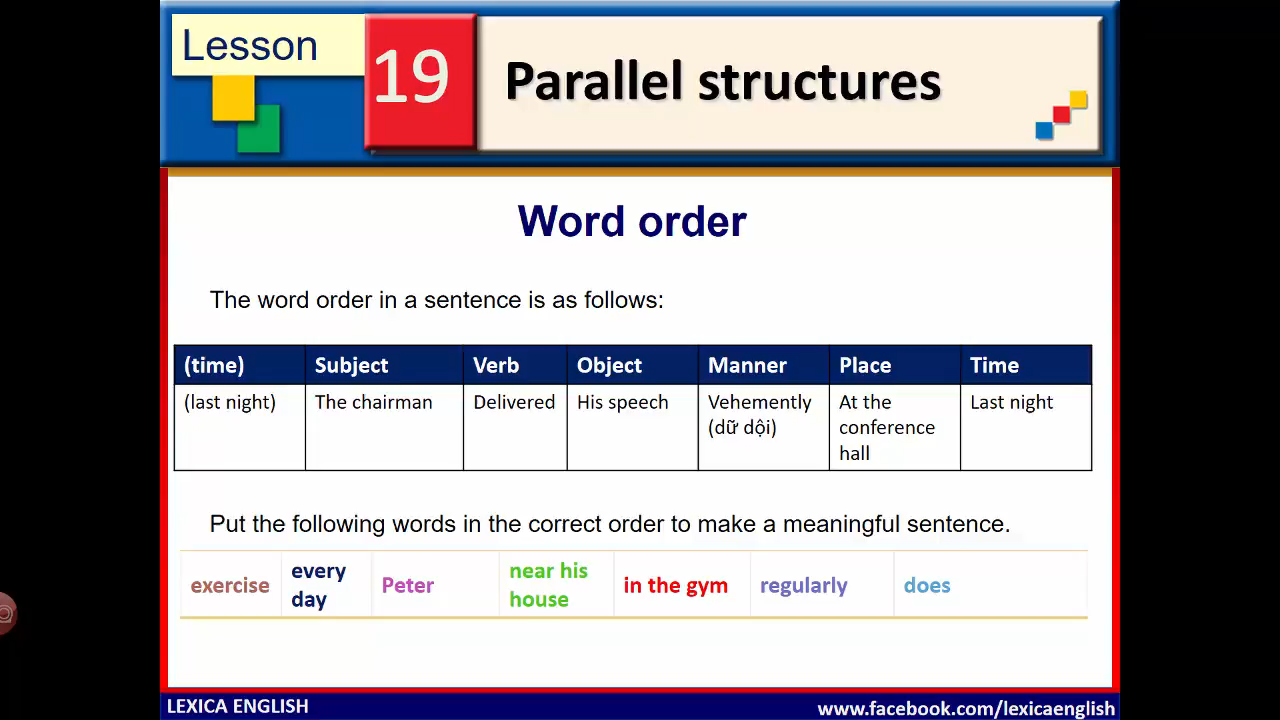 Lesson
19
Parallel structures
Word order
The word order in a sentence is as follows:
(time) Subject Verb Object Manner Place Time
(last night) The chairman Delivered His speech Vehemently At the Last night
(dữ dội) conference
hall
Put the following words in the correct order to make a meaningful sentence.
exercise every day Peter near his house in the gym regularly does
LEXICA ENGLISH
www.facebook.com/lexicaenglish